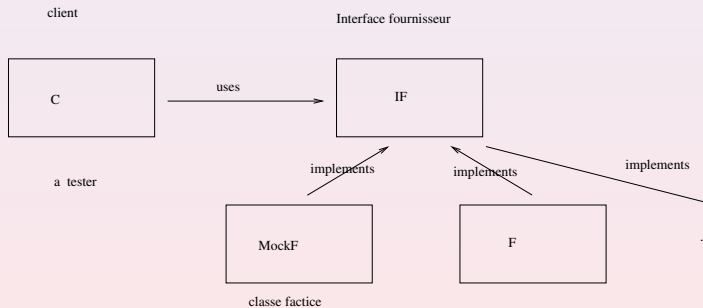 client
Interface fournisseur
C
uses
IF
a tester
implements
implements
implements
MockF
F
classe factice